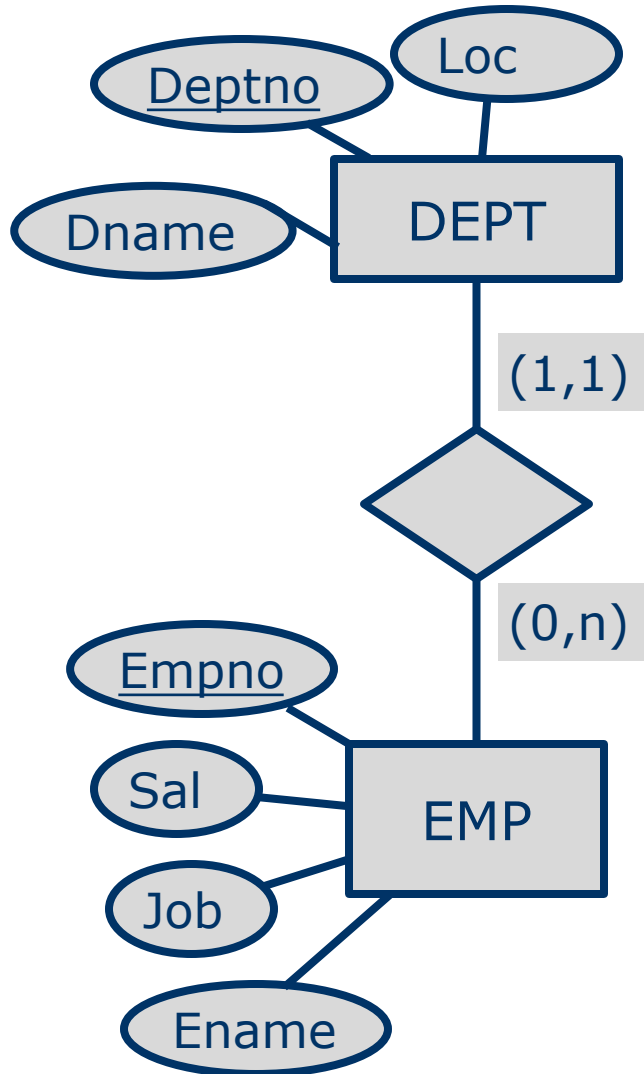 Loc
Deptno
DEPT
Dname
(1,1)
(0,n)
Empno
Sal
EMP
Job
Ename